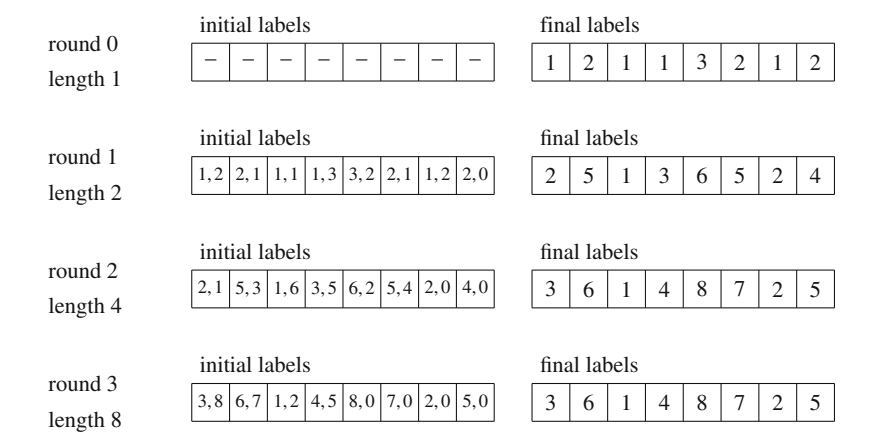 initial labels final labels
round 0
– – – – – – – – 1 2 1 1 3 2 1 2
length 1
initial labels final labels
round 1
1,2 2,1 1,1 1,3 3,2 2,1 1,2 2,0 2 5 1 3 6 5 2 4
length 2
initial labels final labels
round 2
2,1 5,3 1,6 3,5 6,2 5,4 2,0 4,0 3 6 1 4 8 7 2 5
length 4
initial labels final labels
round 3
3,8 6,7 1,2 4,5 8,0 7,0 2,0 5,0 3 6 1 4 8 7 2 5
length 8